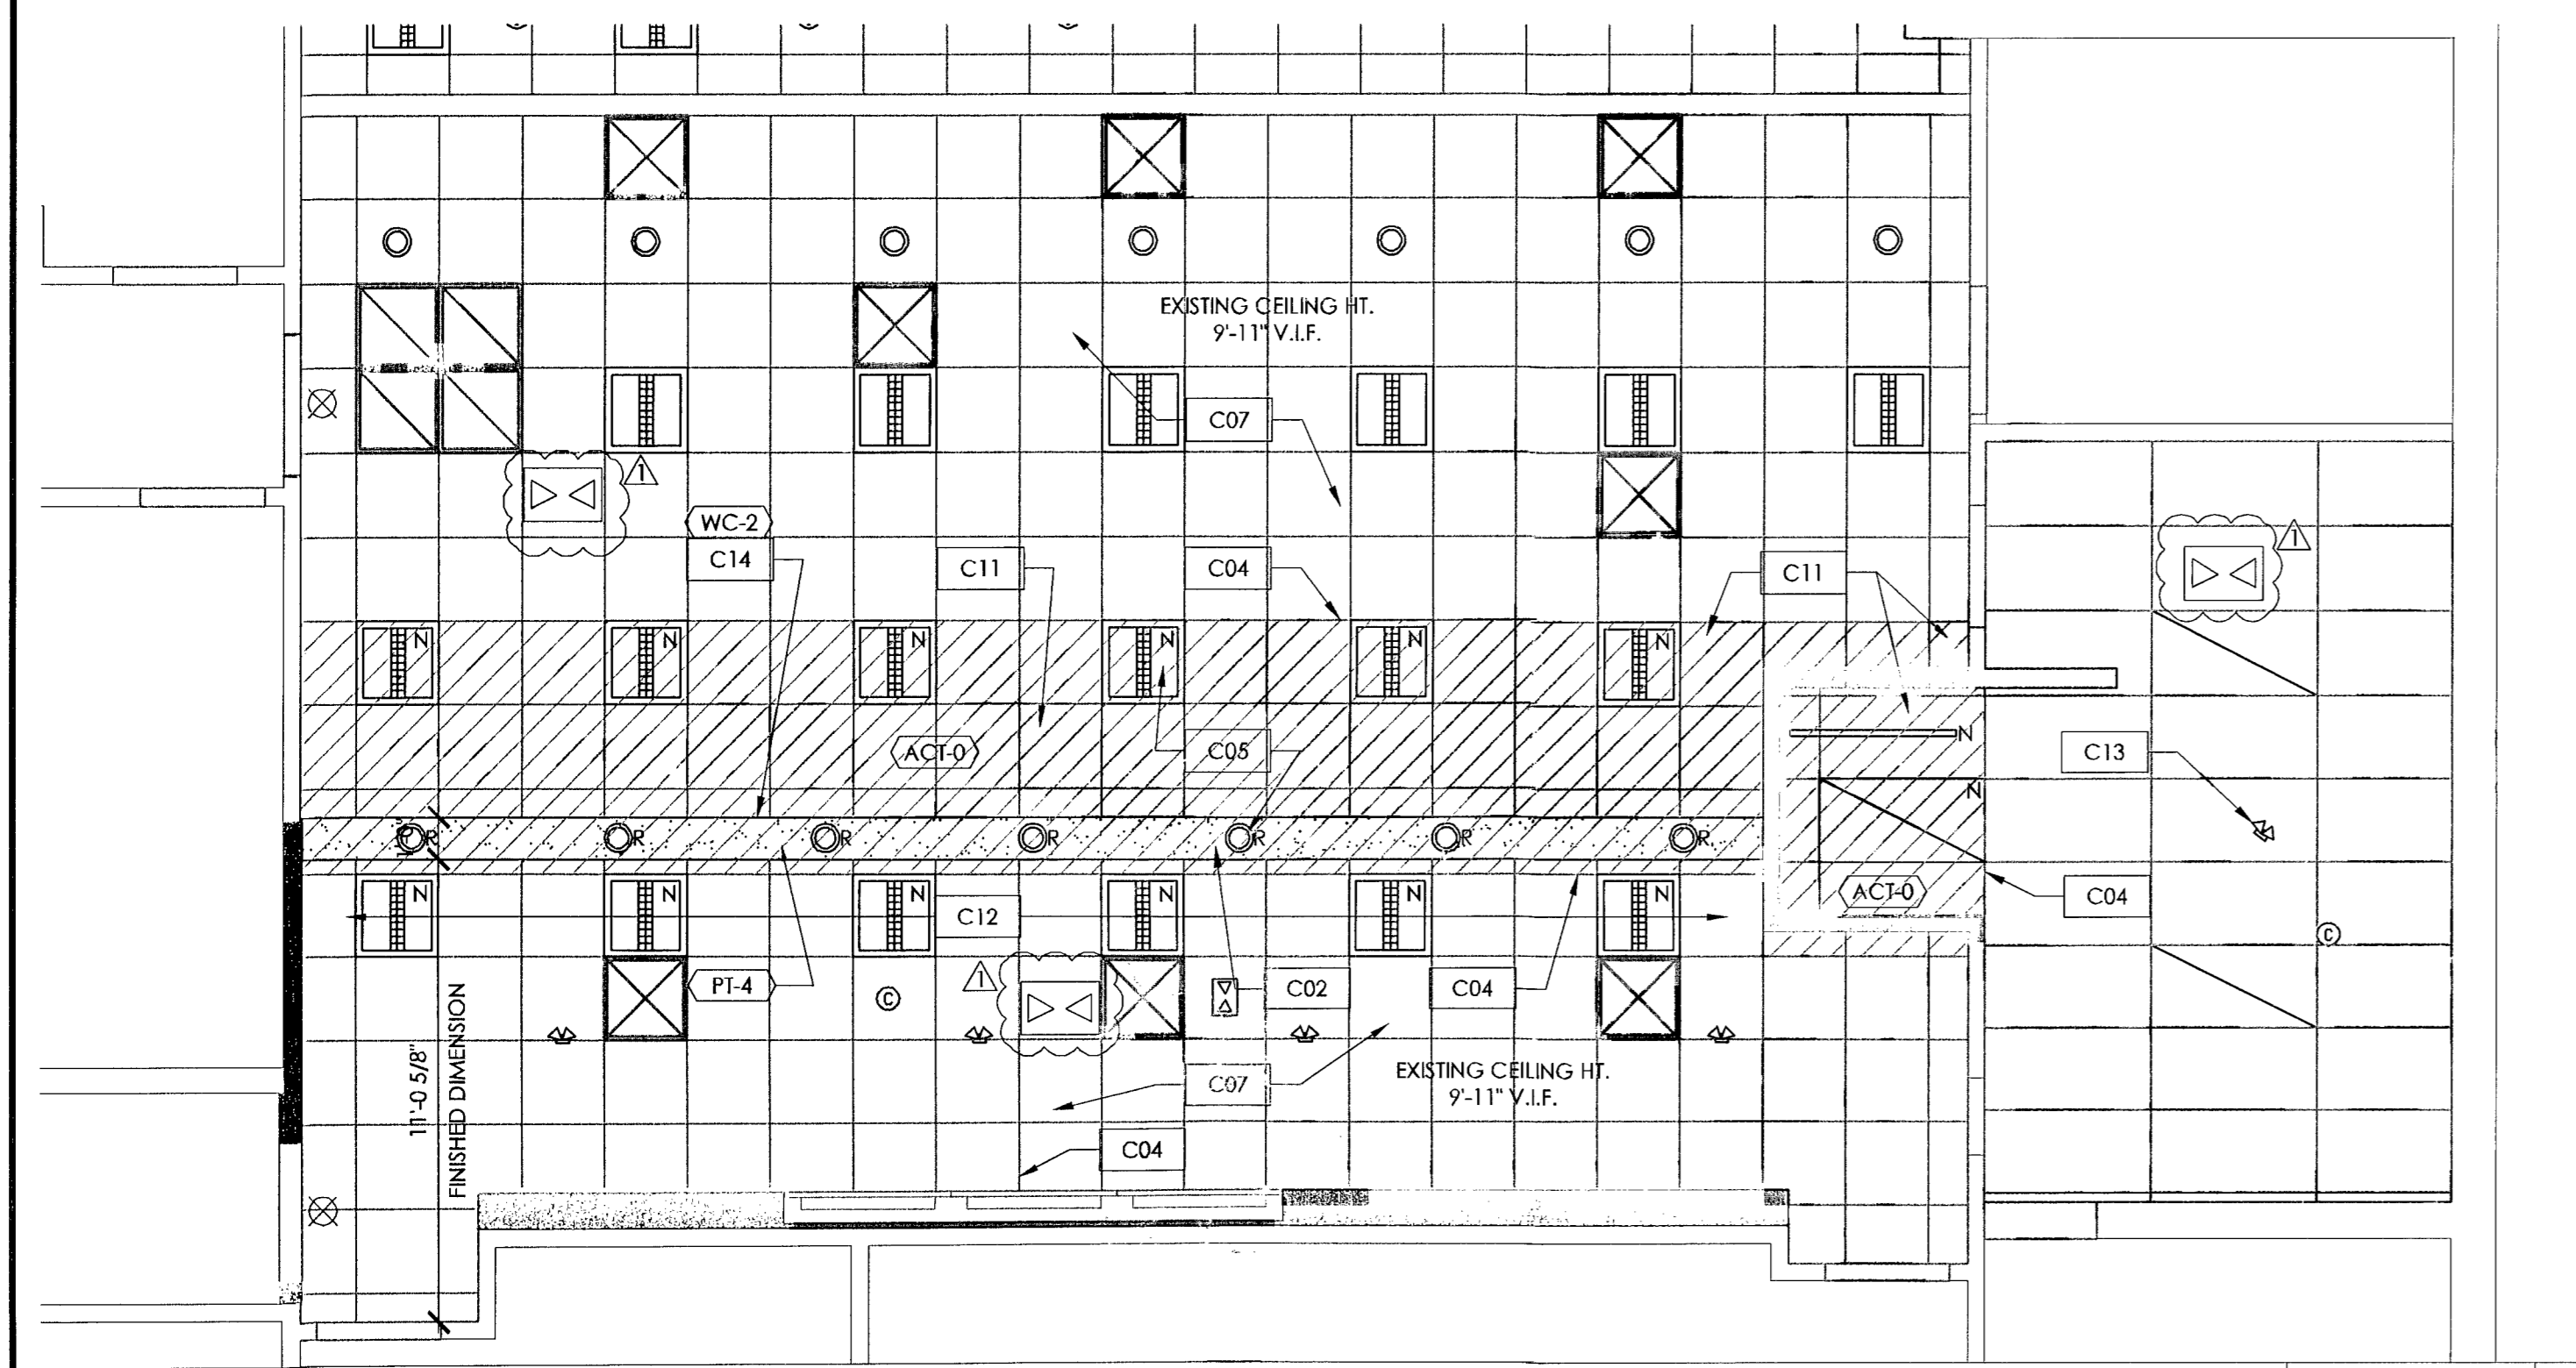 EXISTING CEILING HT.
9'-11" V.I.F.
C07
1
WC-2
C14
C11
C04
C11
1
N
N
N
N
N
N
ACT-0
C05
N
C13
N
R
R
R
R
R
R
R
ACT-0
C04
N
N
N
C12
N
N
N
C
PT-4
C
1
C02
C04
11'-0 5/8"
FINISHED DIMENSION
C07
EXISTING CEILING HT.
9'-11" V.I.F.
C04